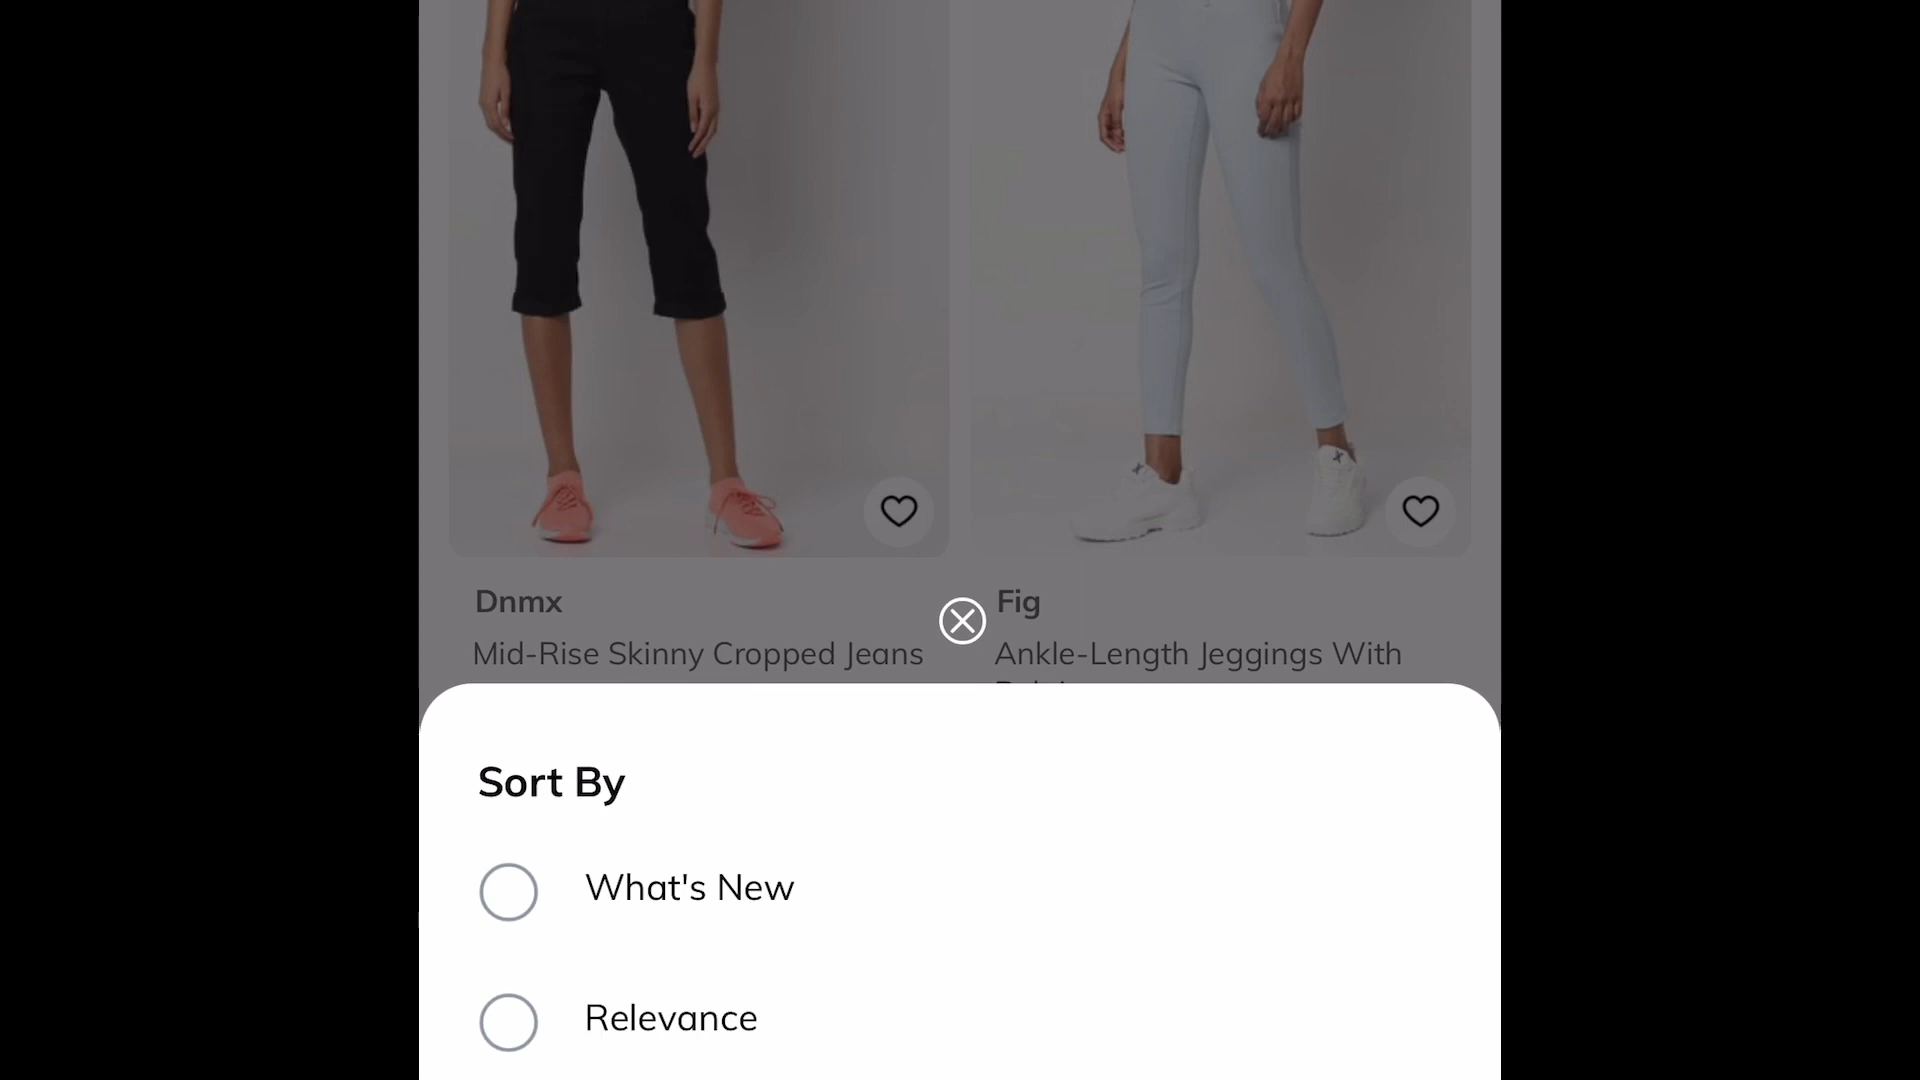 Dnmx
Fig
Mid-Rise Skinny Cropped Jeans
Ankle-Length Jeggings With
Sort By
What's New
Relevance